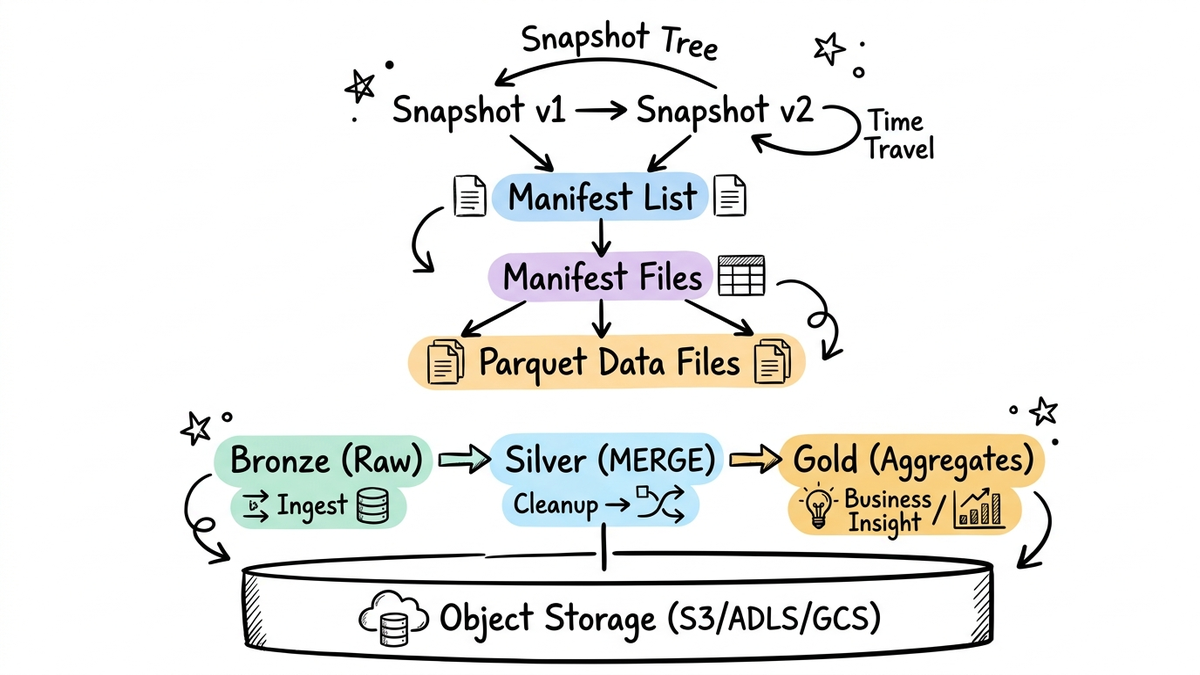 Snapshot Tree
Snapshot v1
Snapshot v2
Time
Travel
Manifest List
Manifest Files
Parquet Data Files
Bronze (Raw)
Silver (MERGE)
Gold (Aggregates)
Ingest
Cleanup
Business
Insight /
Object Storage (S3/ADLS/GCS)